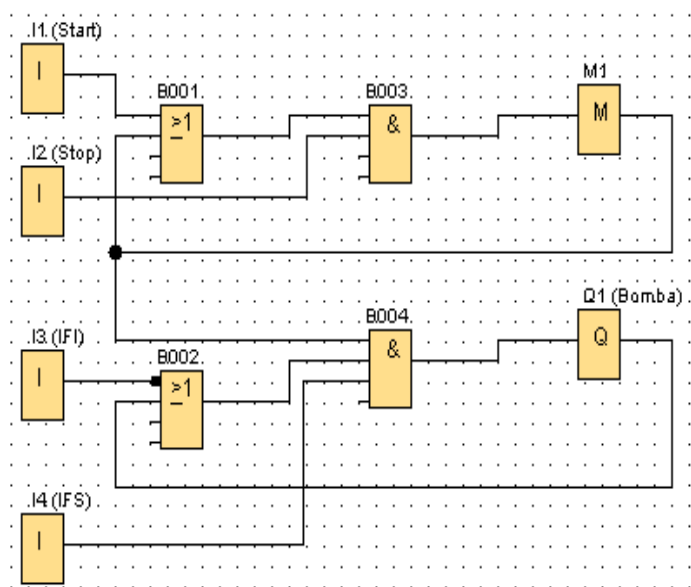 I1 (Start)
I
B001
≥1
B003
&
M1
M
I2 (Stop)
I
Q1 (Bomba)
Q
B004
&
I3 (IFI)
I
B002
≥1
I4 (IFS)
I